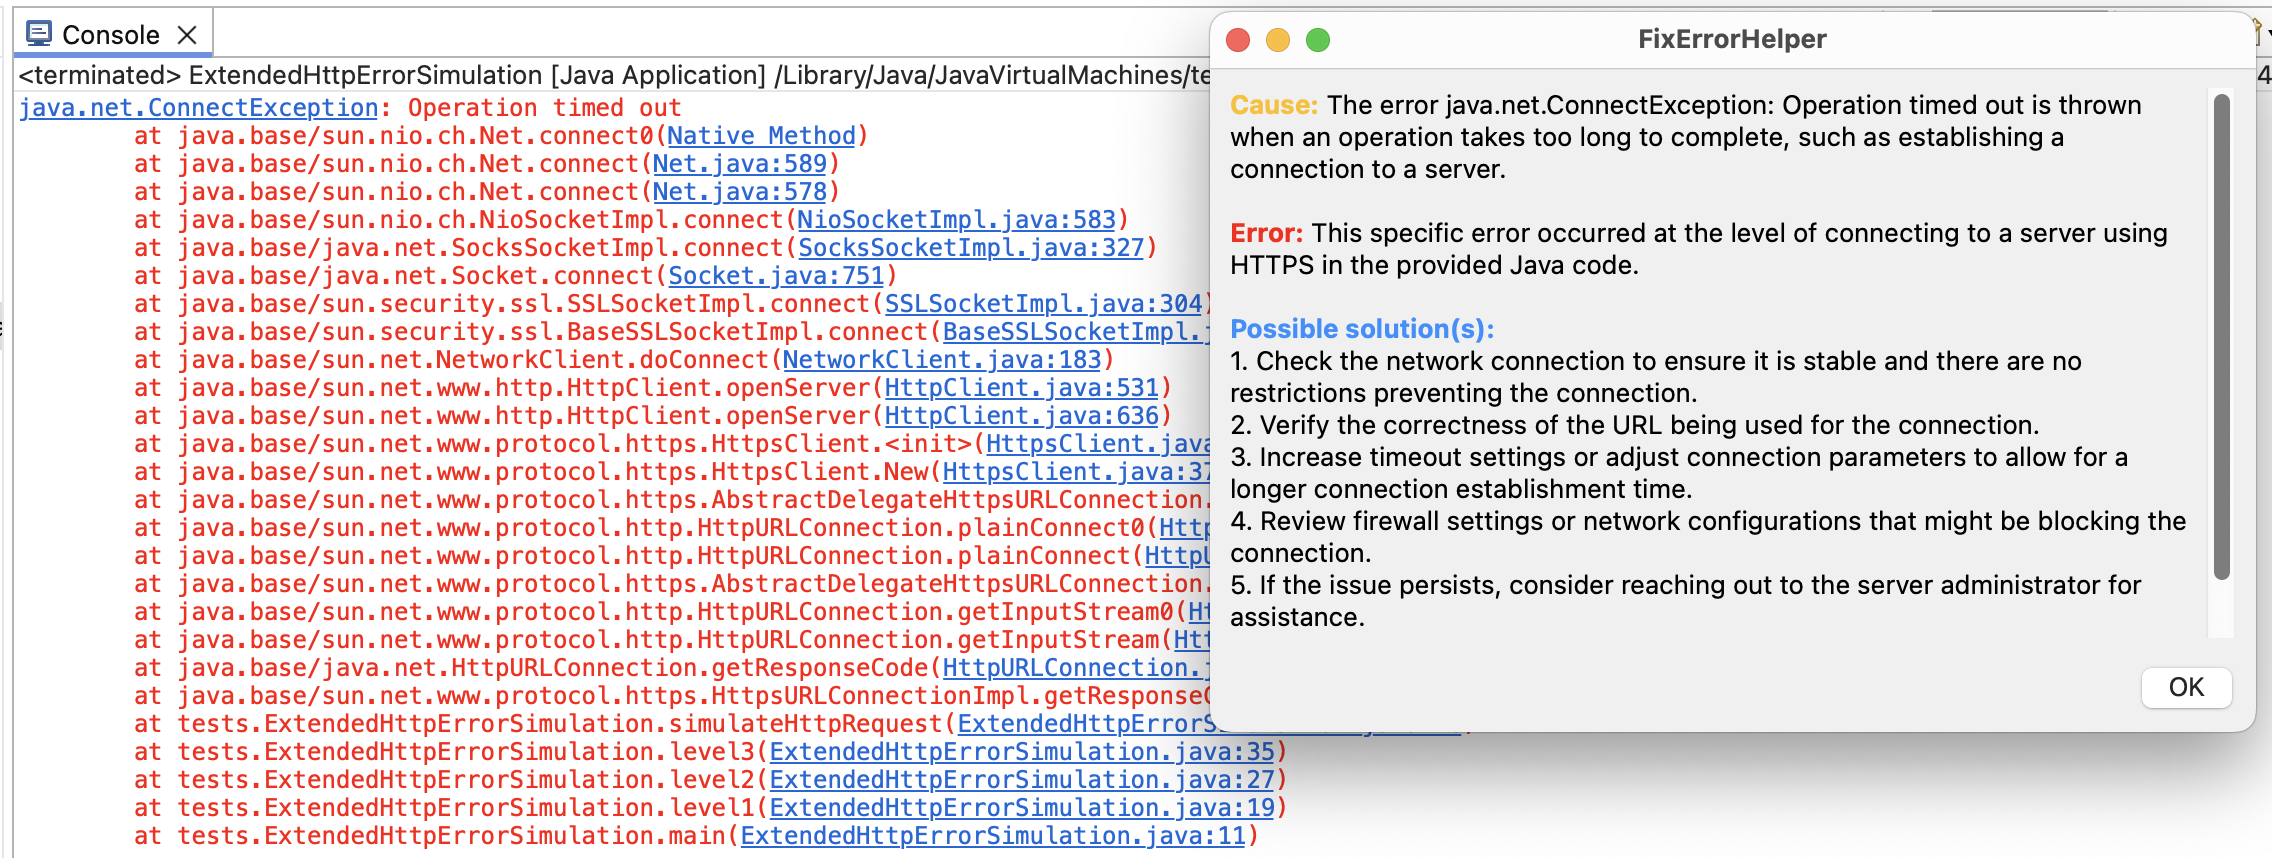 Console
<terminated> ExtendedHttpErrorSimulation [Java Application] /Library/Java/JavaVirtualMachines/te
java.net.ConnectException: Operation timed out
at java.base/sun.nio.ch.Net.connect0(Native Method)
at java.base/sun.nio.ch.Net.connect(Net.java:589)
at java.base/sun.nio.ch.Net.connect(Net.java:578)
at java.base/sun.nio.ch.NioSocketImpl.connect(NioSocketImpl.java:583)
at java.base/java.net.SocksSocketImpl.connect(SocksSocketImpl.java:327)
at java.base/java.net.Socket.connect(Socket.java:751)
at java.base/sun.security.ssl.SSLSocketImpl.connect(SSLSocketImpl.java:304)
at java.base/sun.security.ssl.BaseSSLSocketImpl.connect(BaseSSLSocketImpl.j
at java.base/sun.net.NetworkClient.doConnect(NetworkClient.java:183)
at java.base/sun.net.www.http.HttpClient.openServer(HttpClient.java:531)
at java.base/sun.net.www.http.HttpClient.openServer(HttpClient.java:636)
at java.base/sun.net.www.protocol.https.HttpsClient.<init>(HttpsClient.java
at java.base/sun.net.www.protocol.https.HttpsClient.New(HttpsClient.java:37
at java.base/sun.net.www.protocol.https.AbstractDelegateHttpsURLConnection.
at java.base/sun.net.www.protocol.http.HttpURLConnection.plainConnect0(Http
at java.base/sun.net.www.protocol.http.HttpURLConnection.plainConnect(HttpU
at java.base/sun.net.www.protocol.https.AbstractDelegateHttpsURLConnection.
at java.base/sun.net.www.protocol.http.HttpURLConnection.getInputStream0(Ht
at java.base/sun.net.www.protocol.http.HttpURLConnection.getInputStream(Htt
at java.base/java.net.HttpURLConnection.getResponseCode(HttpURLConnection.j
at java.base/sun.net.www.protocol.https.HttpsURLConnectionImpl.getResponseC
at tests.ExtendedHttpErrorSimulation.simulateHttpRequest(ExtendedHttpErrorS
at tests.ExtendedHttpErrorSimulation.level3(ExtendedHttpErrorSimulation.java:35)
at tests.ExtendedHttpErrorSimulation.level2(ExtendedHttpErrorSimulation.java:27)
at tests.ExtendedHttpErrorSimulation.level1(ExtendedHttpErrorSimulation.java:19)
at tests.ExtendedHttpErrorSimulation.main(ExtendedHttpErrorSimulation.java:11)
FixErrorHelper
Cause: The error java.net.ConnectException: Operation timed out is thrown
when an operation takes too long to complete, such as establishing a
connection to a server.
Error: This specific error occurred at the level of connecting to a server using
HTTPS in the provided Java code.
Possible solution(s):
1. Check the network connection to ensure it is stable and there are no
restrictions preventing the connection.
2. Verify the correctness of the URL being used for the connection.
3. Increase timeout settings or adjust connection parameters to allow for a
longer connection establishment time.
4. Review firewall settings or network configurations that might be blocking the
connection.
5. If the issue persists, consider reaching out to the server administrator for
assistance.
OK